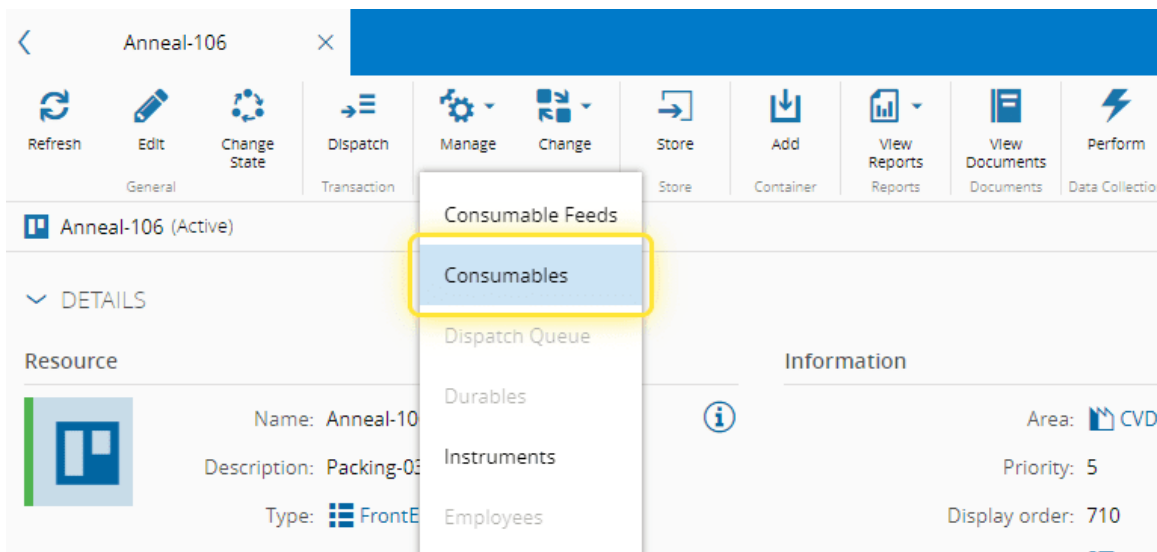 Anneal-106
Refresh Edit Change State Dispatch Manage Change Store Add View Reports View Documents Perform
General Transaction Store Container Reports Documents Data Collectio
Anneal-106 (Active)
Consumable Feeds
Consumables
DETAILS
Dispatch Queue
Resource Information
Durables
Name: Anneal-10 Area: CVD
Instruments
Description: Packing-03 Priority: 5
Type: FrontE Employees Display order: 710